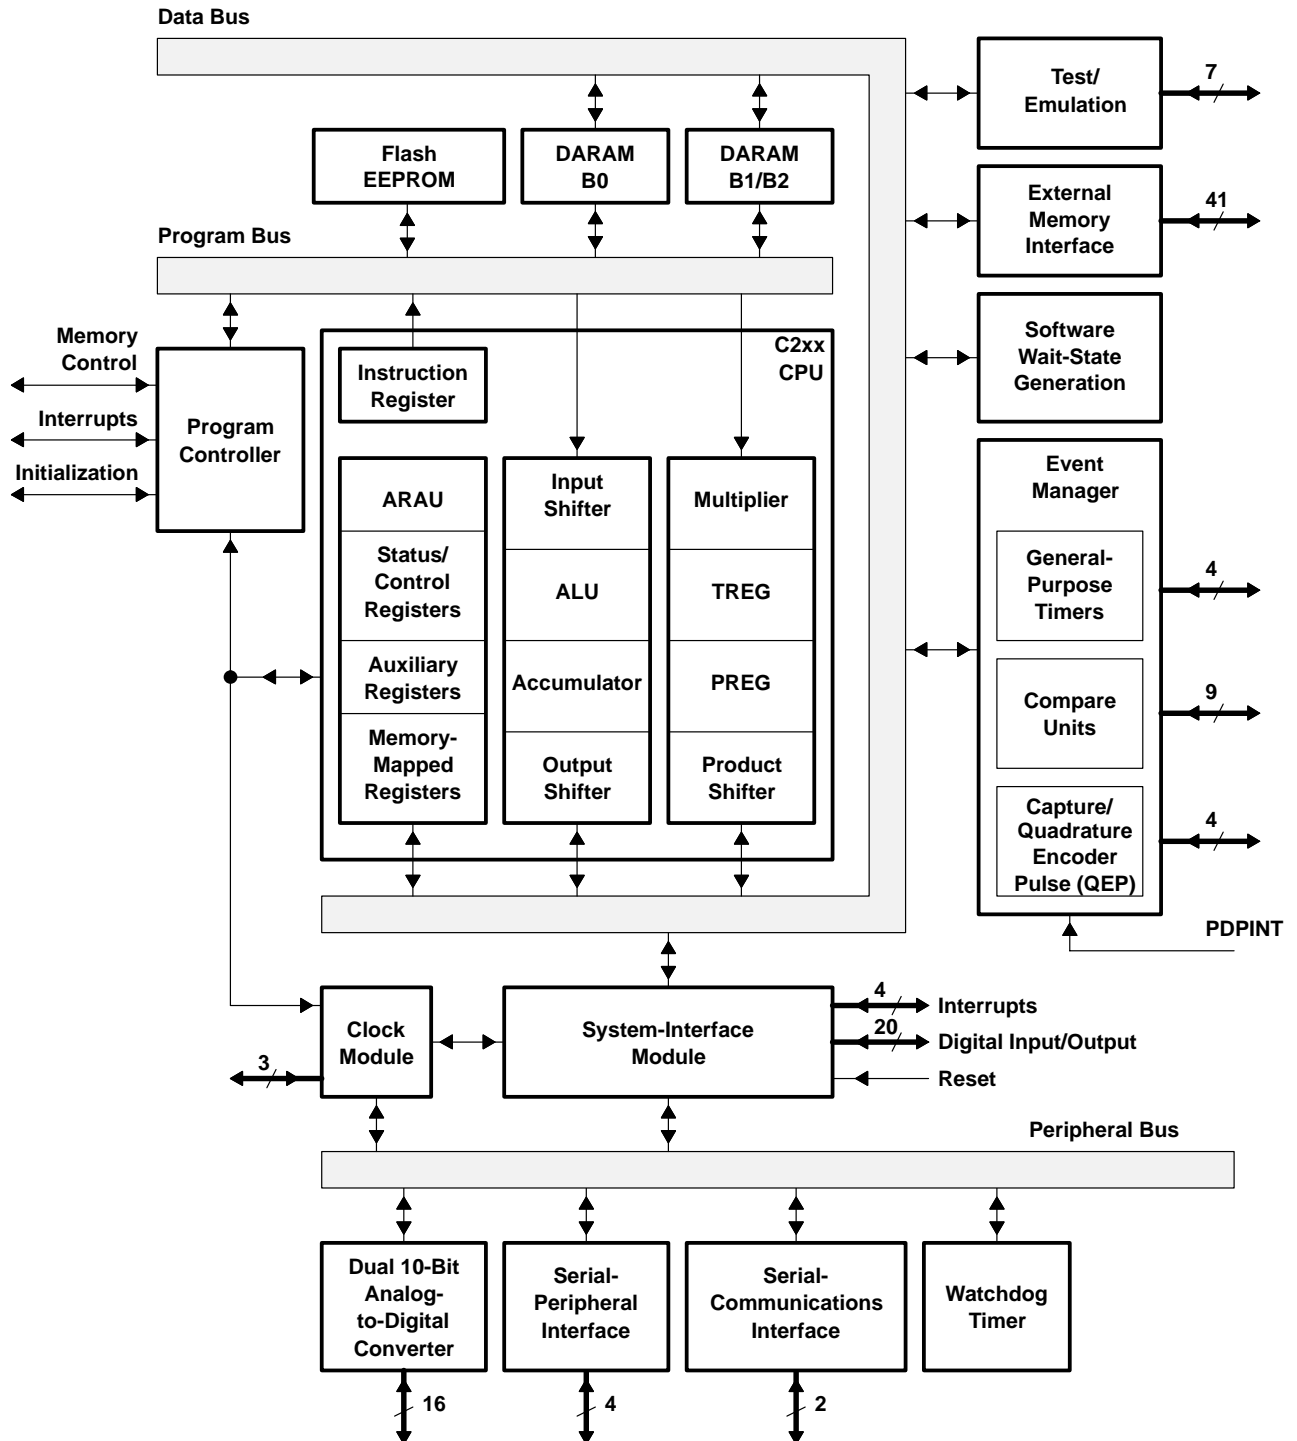 Data Bus
Test/
Emulation
7
Flash
EEPROM
DARAM
B0
DARAM
B1/B2
External
Memory
Interface
41
Program Bus
Software
Wait-State
Generation
Memory
Control
Interrupts
Initialization
Program
Controller
C2xx
CPU
Instruction
Register
ARAU
Status/
Control
Registers
Auxiliary
Registers
Memory-
Mapped
Registers
Input
Shifter
ALU
Accumulator
Output
Shifter
Multiplier
TREG
PREG
Product
Shifter
Event
Manager
General-
Purpose
Timers
4
Compare
Units
9
Capture/
Quadrature
Encoder
Pulse (QEP)
4
PDPINT
Clock
Module
3
System-Interface
Module
4
Interrupts
20
Digital Input/Output
Reset
Peripheral Bus
Dual 10-Bit
Analog-
to-Digital
Converter
16
Serial-
Peripheral
Interface
4
Serial-
Communications
Interface
2
Watchdog
Timer